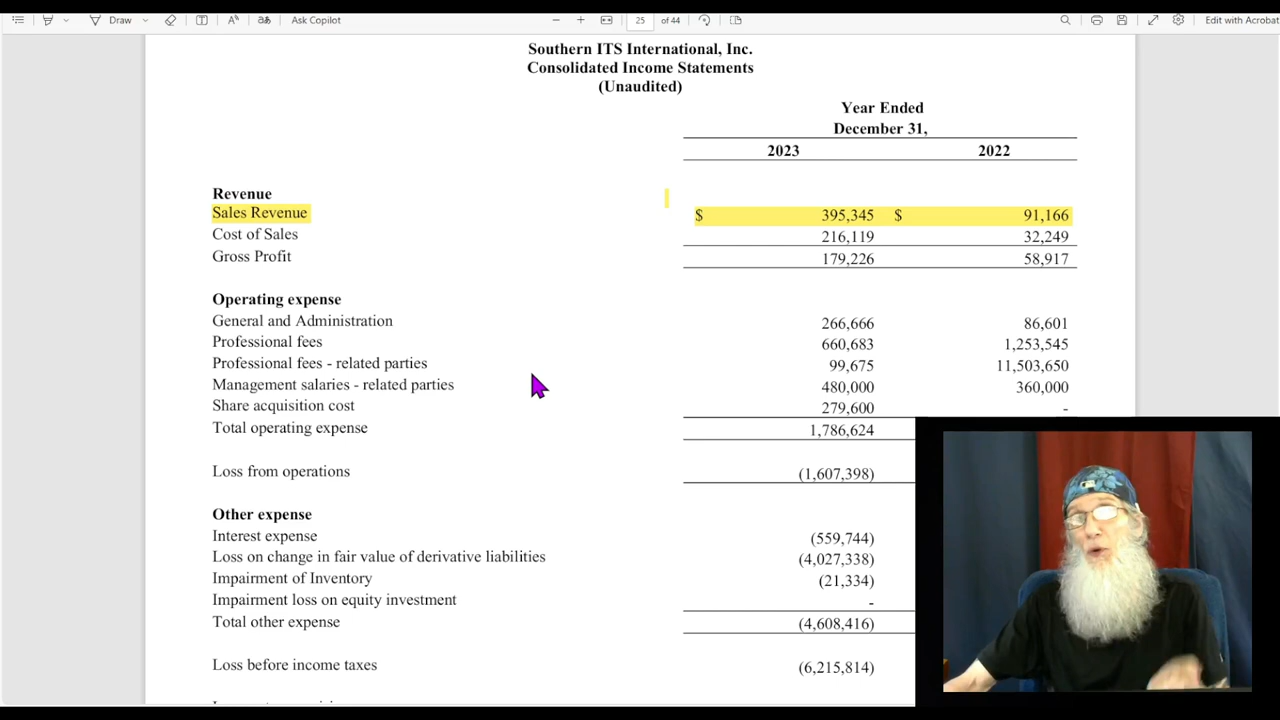 Draw
Ask Copilot
25 of 44
Edit with Acrobat
Southern ITS International, Inc.
Consolidated Income Statements
(Unaudited)
Year Ended
December 31,
2023 2022
Revenue
Sales Revenue $ 395,345 $ 91,166
Cost of Sales 216,119 32,249
Gross Profit 179,226 58,917
Operating expense
General and Administration 266,666 86,601
Professional fees 660,683 1,253,545
Professional fees - related parties 99,675 11,503,650
Management salaries - related parties 480,000 360,000
Share acquisition cost 279,600 -
Total operating expense 1,786,624
Loss from operations (1,607,398)
Other expense
Interest expense (559,744)
Loss on change in fair value of derivative liabilities (4,027,338)
Impairment of Inventory (21,334)
Impairment loss on equity investment -
Total other expense (4,608,416)
Loss before income taxes (6,215,814)